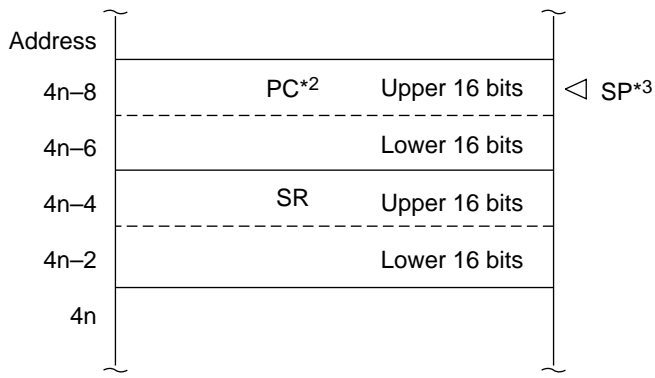 Address
4n–8 PC*2 Upper 16 bits SP*3
4n–6 Lower 16 bits
4n–4 SR Upper 16 bits
4n–2 Lower 16 bits
4n